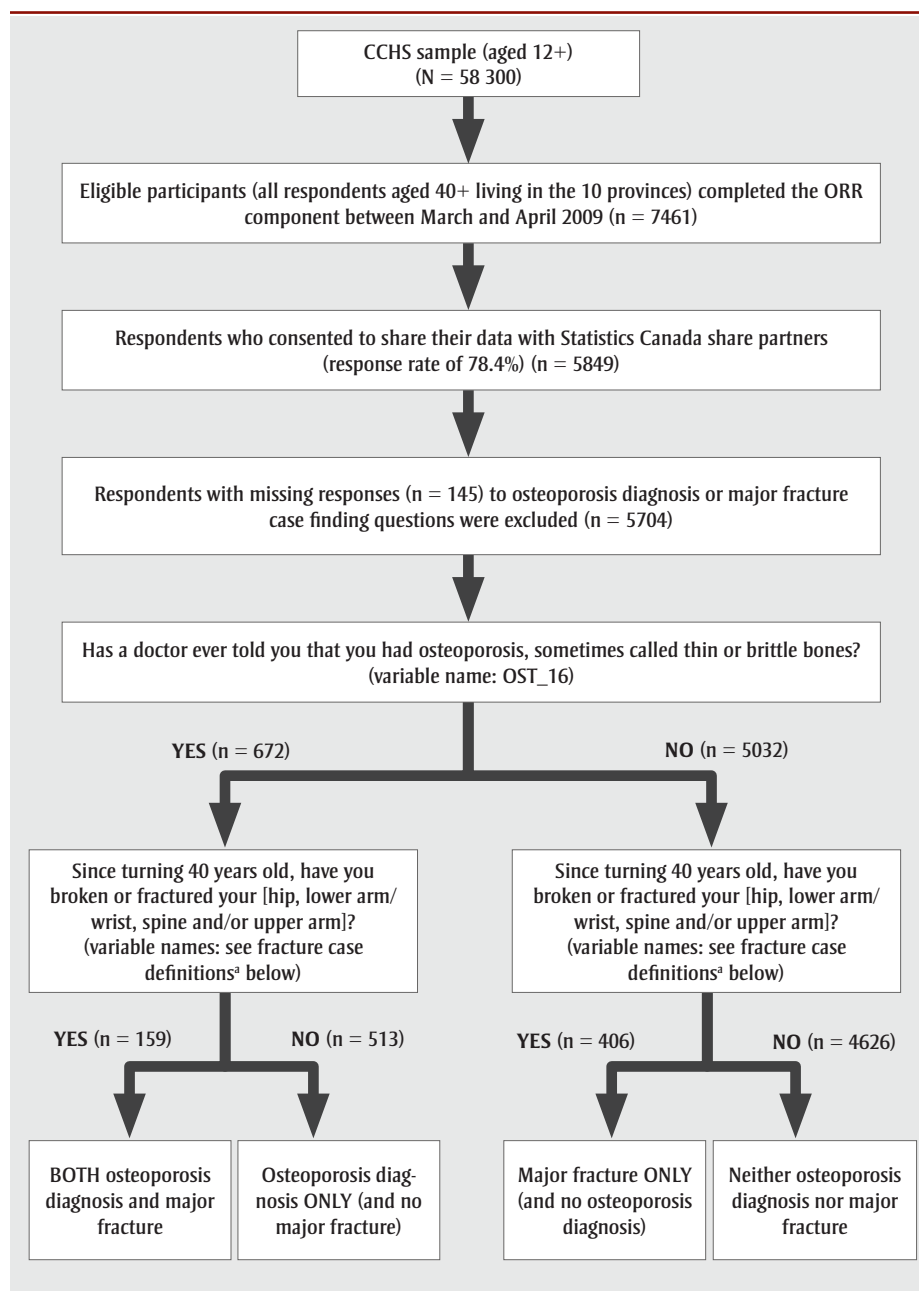 CCHS sample (aged 12+)
(N = 58 300)
Eligible participants (all respondents aged 40+ living in the 10 provinces) completed the ORR
component between March and April 2009 (n = 7461)
Respondents who consented to share their data with Statistics Canada share partners
(response rate of 78.4%) (n = 5849)
Respondents with missing responses (n = 145) to osteoporosis diagnosis or major fracture
case finding questions were excluded (n = 5704)
Has a doctor ever told you that you had osteoporosis, sometimes called thin or brittle bones?
(variable name: OST_16)
YES (n = 672)
NO (n = 5032)
Since turning 40 years old, have you
broken or fractured your [hip, lower arm/
wrist, spine and/or upper arm]?
(variable names: see fracture case
definitionsª below)
Since turning 40 years old, have you
broken or fractured your [hip, lower arm/
wrist, spine and/or upper arm]?
(variable names: see fracture case
definitionsª below)
YES (n = 159)
NO (n = 513)
YES (n = 406)
NO (n = 4626)
BOTH osteoporosis
diagnosis and major
fracture
Osteoporosis diag-
nosis ONLY (and no
major fracture)
Major fracture ONLY
(and no osteoporosis
diagnosis)
Neither osteoporosis
diagnosis nor major
fracture